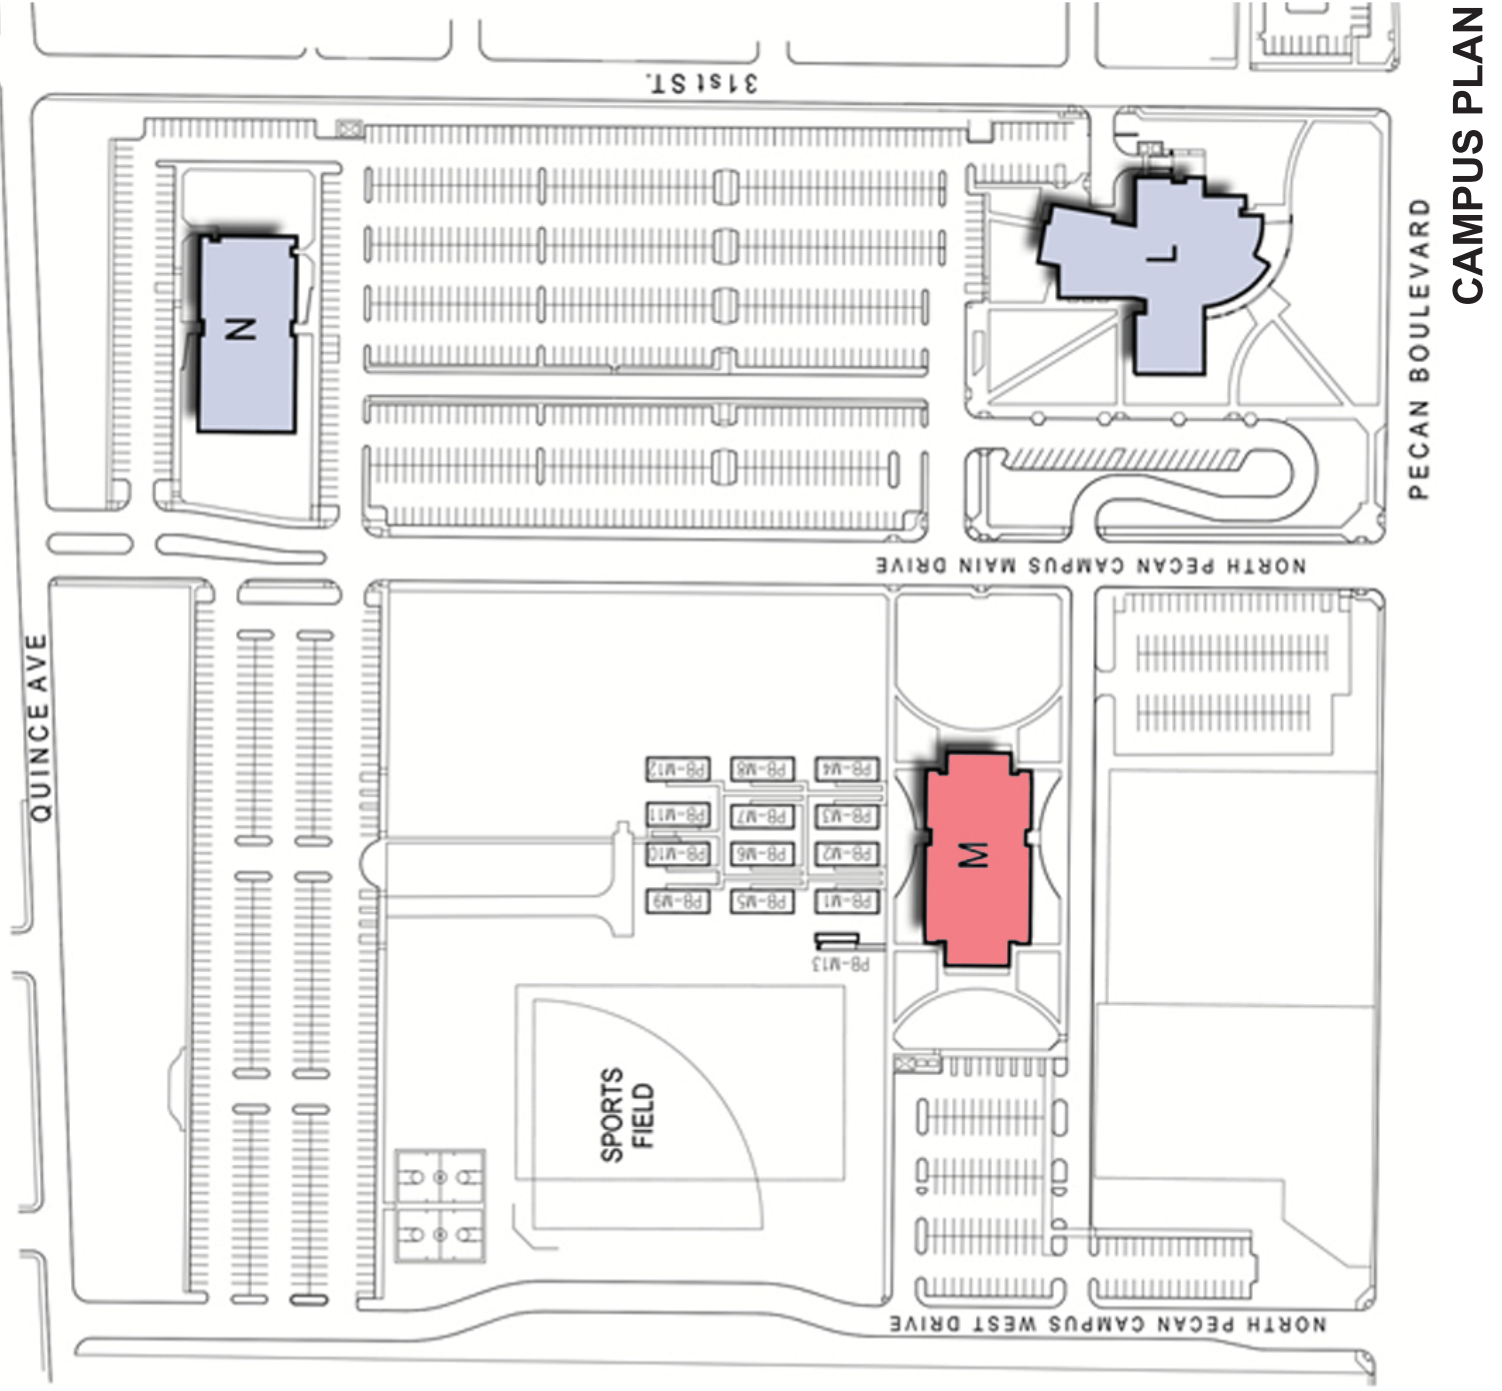 CAMPUS PLAN
31st ST.
PECAN BOULEVARD
N
L
NORTH PECAN CAMPUS MAIN DRIVE
QUINCE AVE
PB-M12
PB-M8
PB-M4
PB-M11
PB-M7
PB-M3
PB-M10
PB-M6
PB-M2
PB-M9
PB-M5
PB-M1
PB-M13
M
SPORTS
FIELD
NORTH PECAN CAMPUS WEST DRIVE